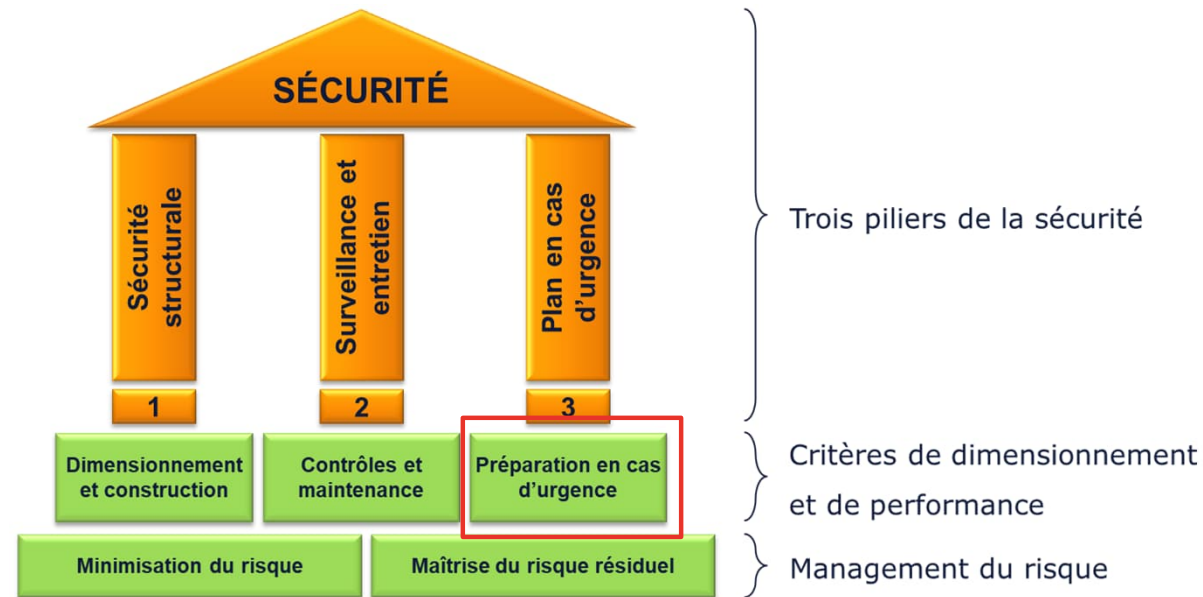 SÉCURITÉ
Sécurité
structurale
Surveillance et
entretien
Plan en cas
d'urgence
Trois piliers de la sécurité
1
2
3
Dimensionnement
et construction
Contrôles et
maintenance
Préparation en cas
d'urgence
Critères de dimensionnement
et de performance
Minimisation du risque
Maîtrise du risque résiduel
Management du risque